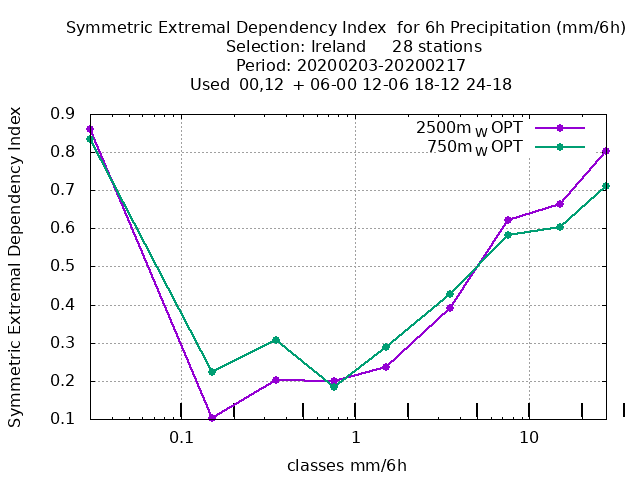 Symmetric Extremal Dependency Index  for 6h Precipitation (mm/6h)
Selection: Ireland     28 stations
Period: 20200203-20200217
Used  00,12  + 06-00 12-06 18-12 24-18
Symmetric Extremal Dependency Index
0.9
0.8
0.7
0.6
0.5
0.4
0.3
0.2
0.1
2500m W OPT
750m W OPT
0.1 1 10
classes mm/6h